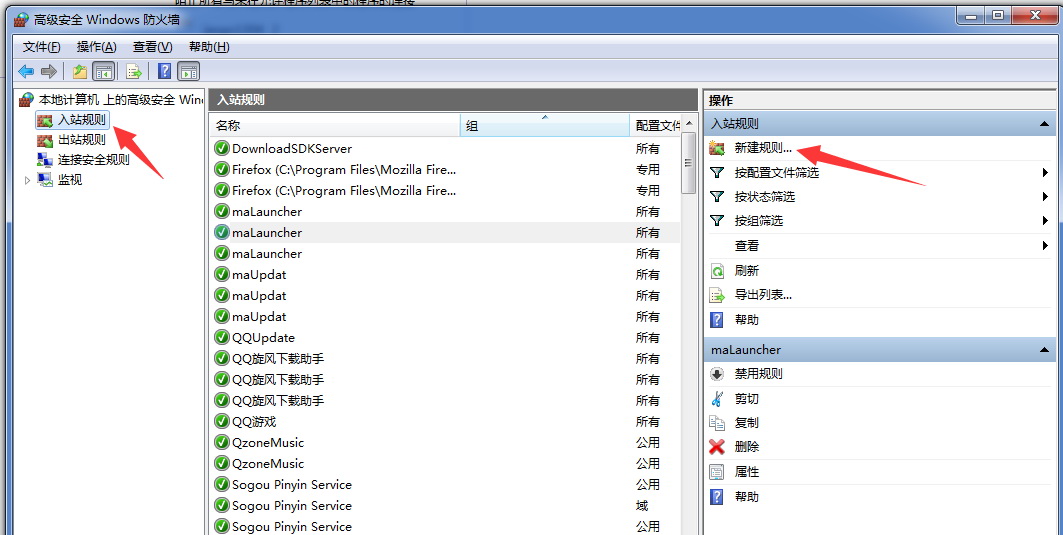 高级安全 Windows 防火墙
文件(F) 操作(A) 查看(V) 帮助(H)
本地计算机 上的高级安全 Win
入站规则
出站规则
连接安全规则
监视
入站规则
名称 组 配置文件
DownloadSDKServer 所有
Firefox (C:\Program Files\Mozilla Fire... 专用
Firefox (C:\Program Files\Mozilla Fire... 专用
maLauncher 所有
maLauncher 所有
maLauncher 所有
maUpdat 所有
maUpdat 所有
maUpdat 所有
QQUpdate 所有
QQ旋风下载助手 所有
QQ旋风下载助手 所有
QQ旋风下载助手 所有
QQ游戏 所有
QzoneMusic 公用
QzoneMusic 公用
Sogou Pinyin Service 公用
Sogou Pinyin Service 域
Sogou Pinyin Service 公用
操作
入站规则
新建规则...
按配置文件筛选
按状态筛选
按组筛选
查看
刷新
导出列表...
帮助
maLauncher
禁用规则
剪切
复制
删除
属性
帮助